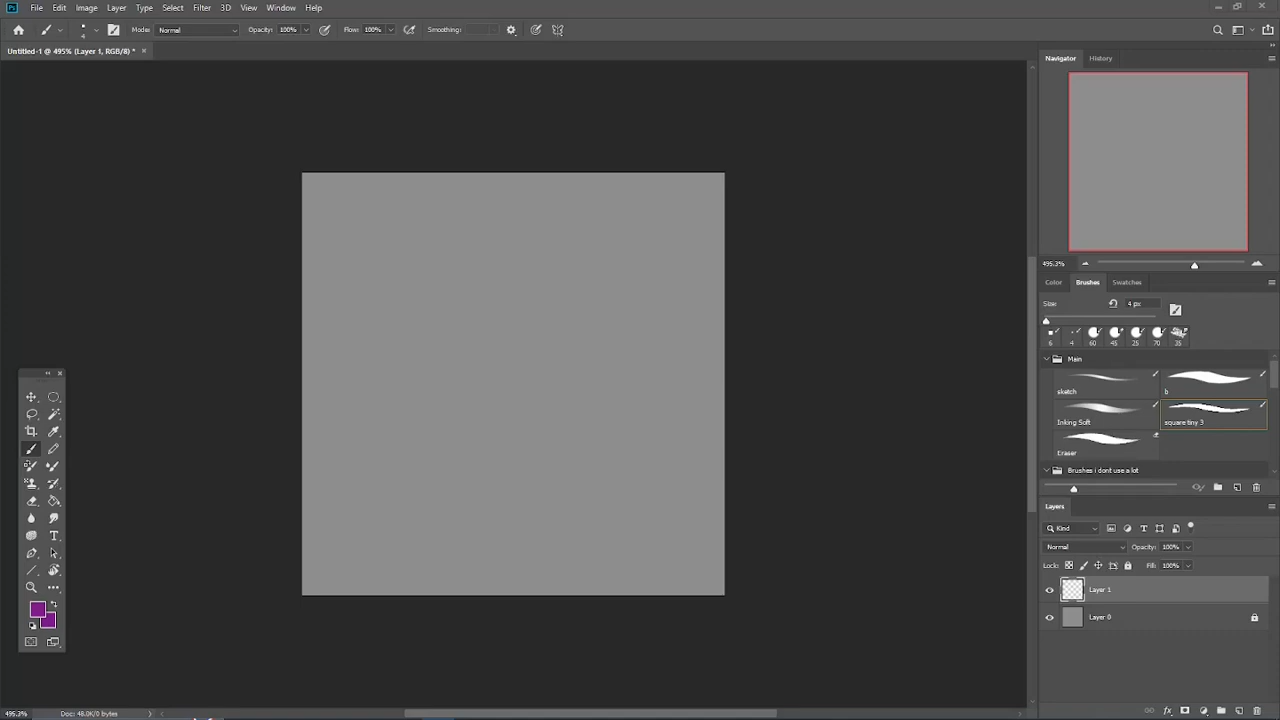 Ps File Edit Image Layer Type Select Filter 3D View Window Help
4 Mode: Normal Opacity: 100% Flow: 100% Smoothing:
Untitled-1 @ 495% (Layer 1, RGB/8) *
Navigator History
495.3%
Color Brushes Swatches
Size: 4 px
6 4 60 45 25 70 35
Main
sketch b
Inking Soft square tiny 3
Eraser
Brushes i dont use a lot
Layers
Kind
Normal Opacity: 100%
Lock: Fill: 100%
Layer 1
Layer 0
495.3% Doc: 48.0K/0 bytes